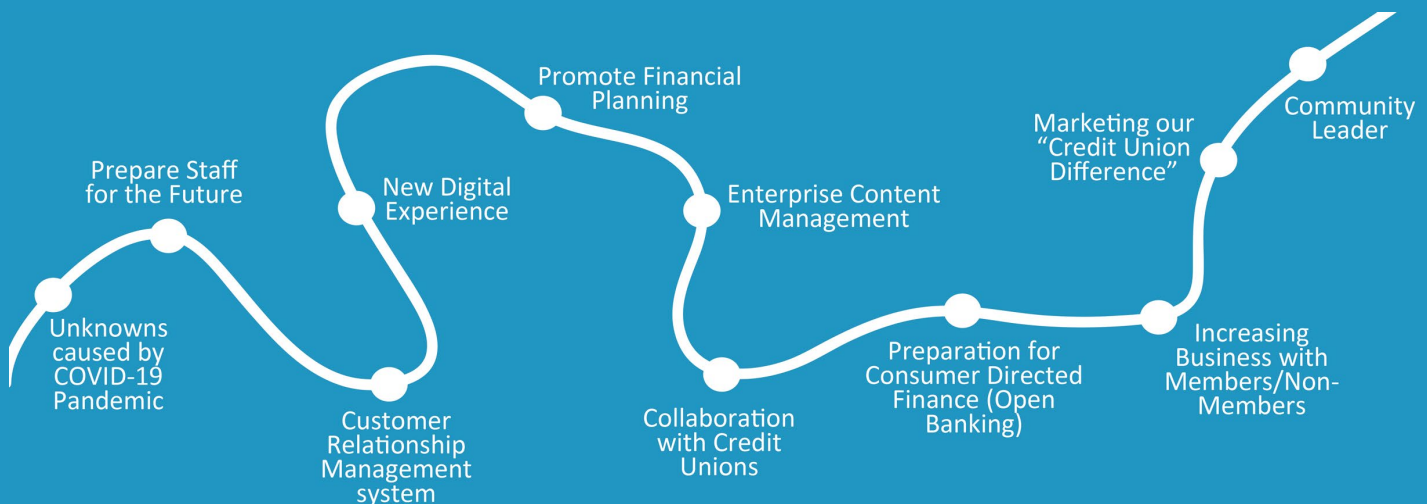 Unknowns
caused by
COVID-19
Pandemic
Prepare Staff
for the Future
Customer
Relationship
Management
system
New Digital
Experience
Promote Financial
Planning
Enterprise Content
Management
Collaboration
with Credit
Unions
Preparation for
Consumer Directed
Finance (Open
Banking)
Increasing
Business with
Members/Non-
Members
Marketing our
“Credit Union
Difference”
Community
Leader